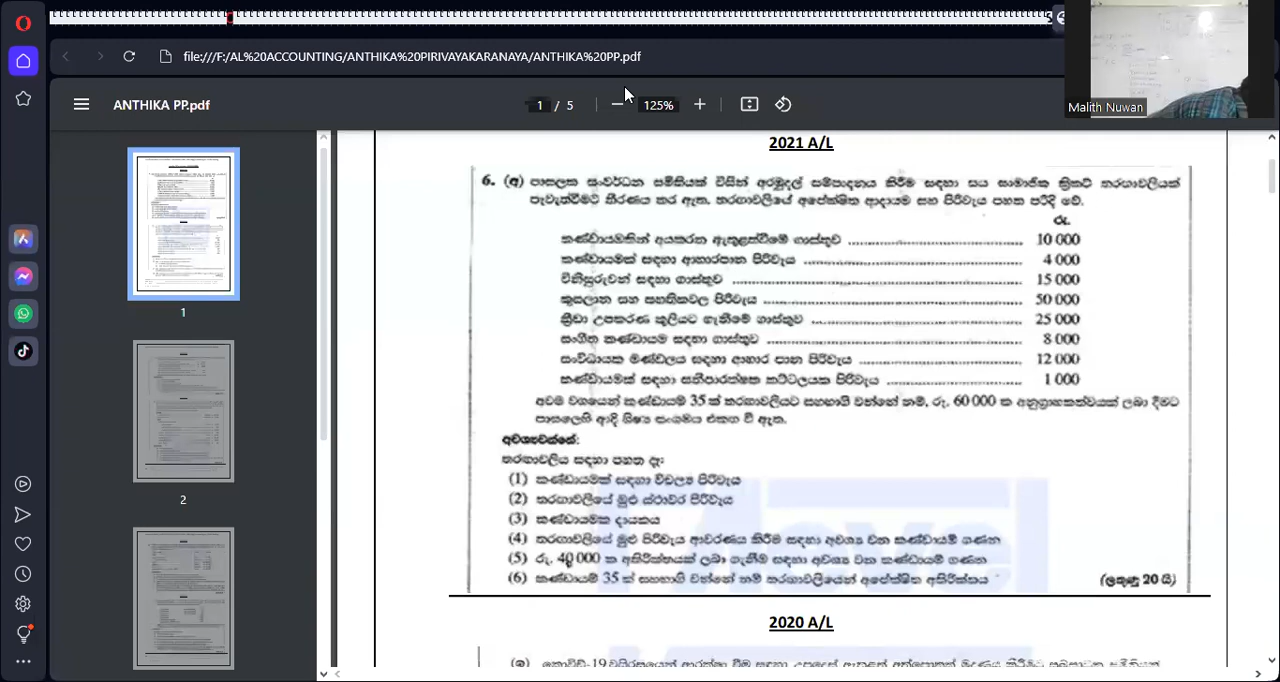 file:///F:/AL%20ACCOUNTING/ANTHIKA%20PIRIVAYAKARANAYA/ANTHIKA%20PP.pdf
Malith Nuwan
ANTHIKA PP.pdf
1 / 5
125%
1
2
2021 A/L
6. (අ) පාසලක සංවර්ධන සමිතියක් විසින් අරමුදල් සම්පාදනය කිරීම සඳහා සය සාමාජික ක්‍රිකට් තරගාවලියක්
පැවැත්වීමට තීරණය කර ඇත. තරගාවලියේ අපේක්ෂිත ආදායම සහ පිරිවැය පහත පරිදි වේ.
රු.
කණ්ඩායමකින් අයකරන ඇතුළත්වීමේ ගාස්තුව ........ 10 000
කණ්ඩායමක් සඳහා ආහාරපාන පිරිවැය ........ 4 000
විනිසුරුවන් සඳහා ගාස්තුව ........ 15 000
කුසලාන සහ සහතිකවල පිරිවැය ........ 50 000
ක්‍රීඩා උපකරණ කුලියට ගැනීමේ ගාස්තුව ........ 25 000
සංගීත කණ්ඩායම සඳහා ගාස්තුව ........ 8 000
සංවිධායක මණ්ඩලය සඳහා ආහාර පාන පිරිවැය ........ 12 000
කණ්ඩායමක් සඳහා සනීපාරක්ෂක කට්ටලයක පිරිවැය ........ 1 000
අවම වශයෙන් කණ්ඩායම් 35 ක් තරගාවලියට සහභාගි වන්නේ නම්, රු. 60 000 ක අනුග්‍රාහකත්වයක් ලබා දීමට
පාසලෙහි ආදි ශිෂ්‍ය සංගමය එකඟ වී ඇත.
අවශ්‍යවන්නේ:
තරගාවලිය සඳහා පහත දෑ:
(1) කණ්ඩායමක් සඳහා විචල්‍ය පිරිවැය
(2) තරගාවලියේ මුළු ස්ථාවර පිරිවැය
(3) කණ්ඩායමක දායකය
(4) තරගාවලියේ මුළු පිරිවැය ආවරණය කිරීම සඳහා අවශ්‍ය වන කණ්ඩායම් ගණන
(5) රු. 40 000 ක අතිරික්තයක් ලබා ගැනීම සඳහා අවශ්‍ය වන කණ්ඩායම් ගණන
(6) කණ්ඩායම් 35 ක් සහභාගි වන්නේ නම් තරගාවලියෙන් අපේක්ෂිත අතිරික්තය (ලකුණු 20 යි)
2020 A/L